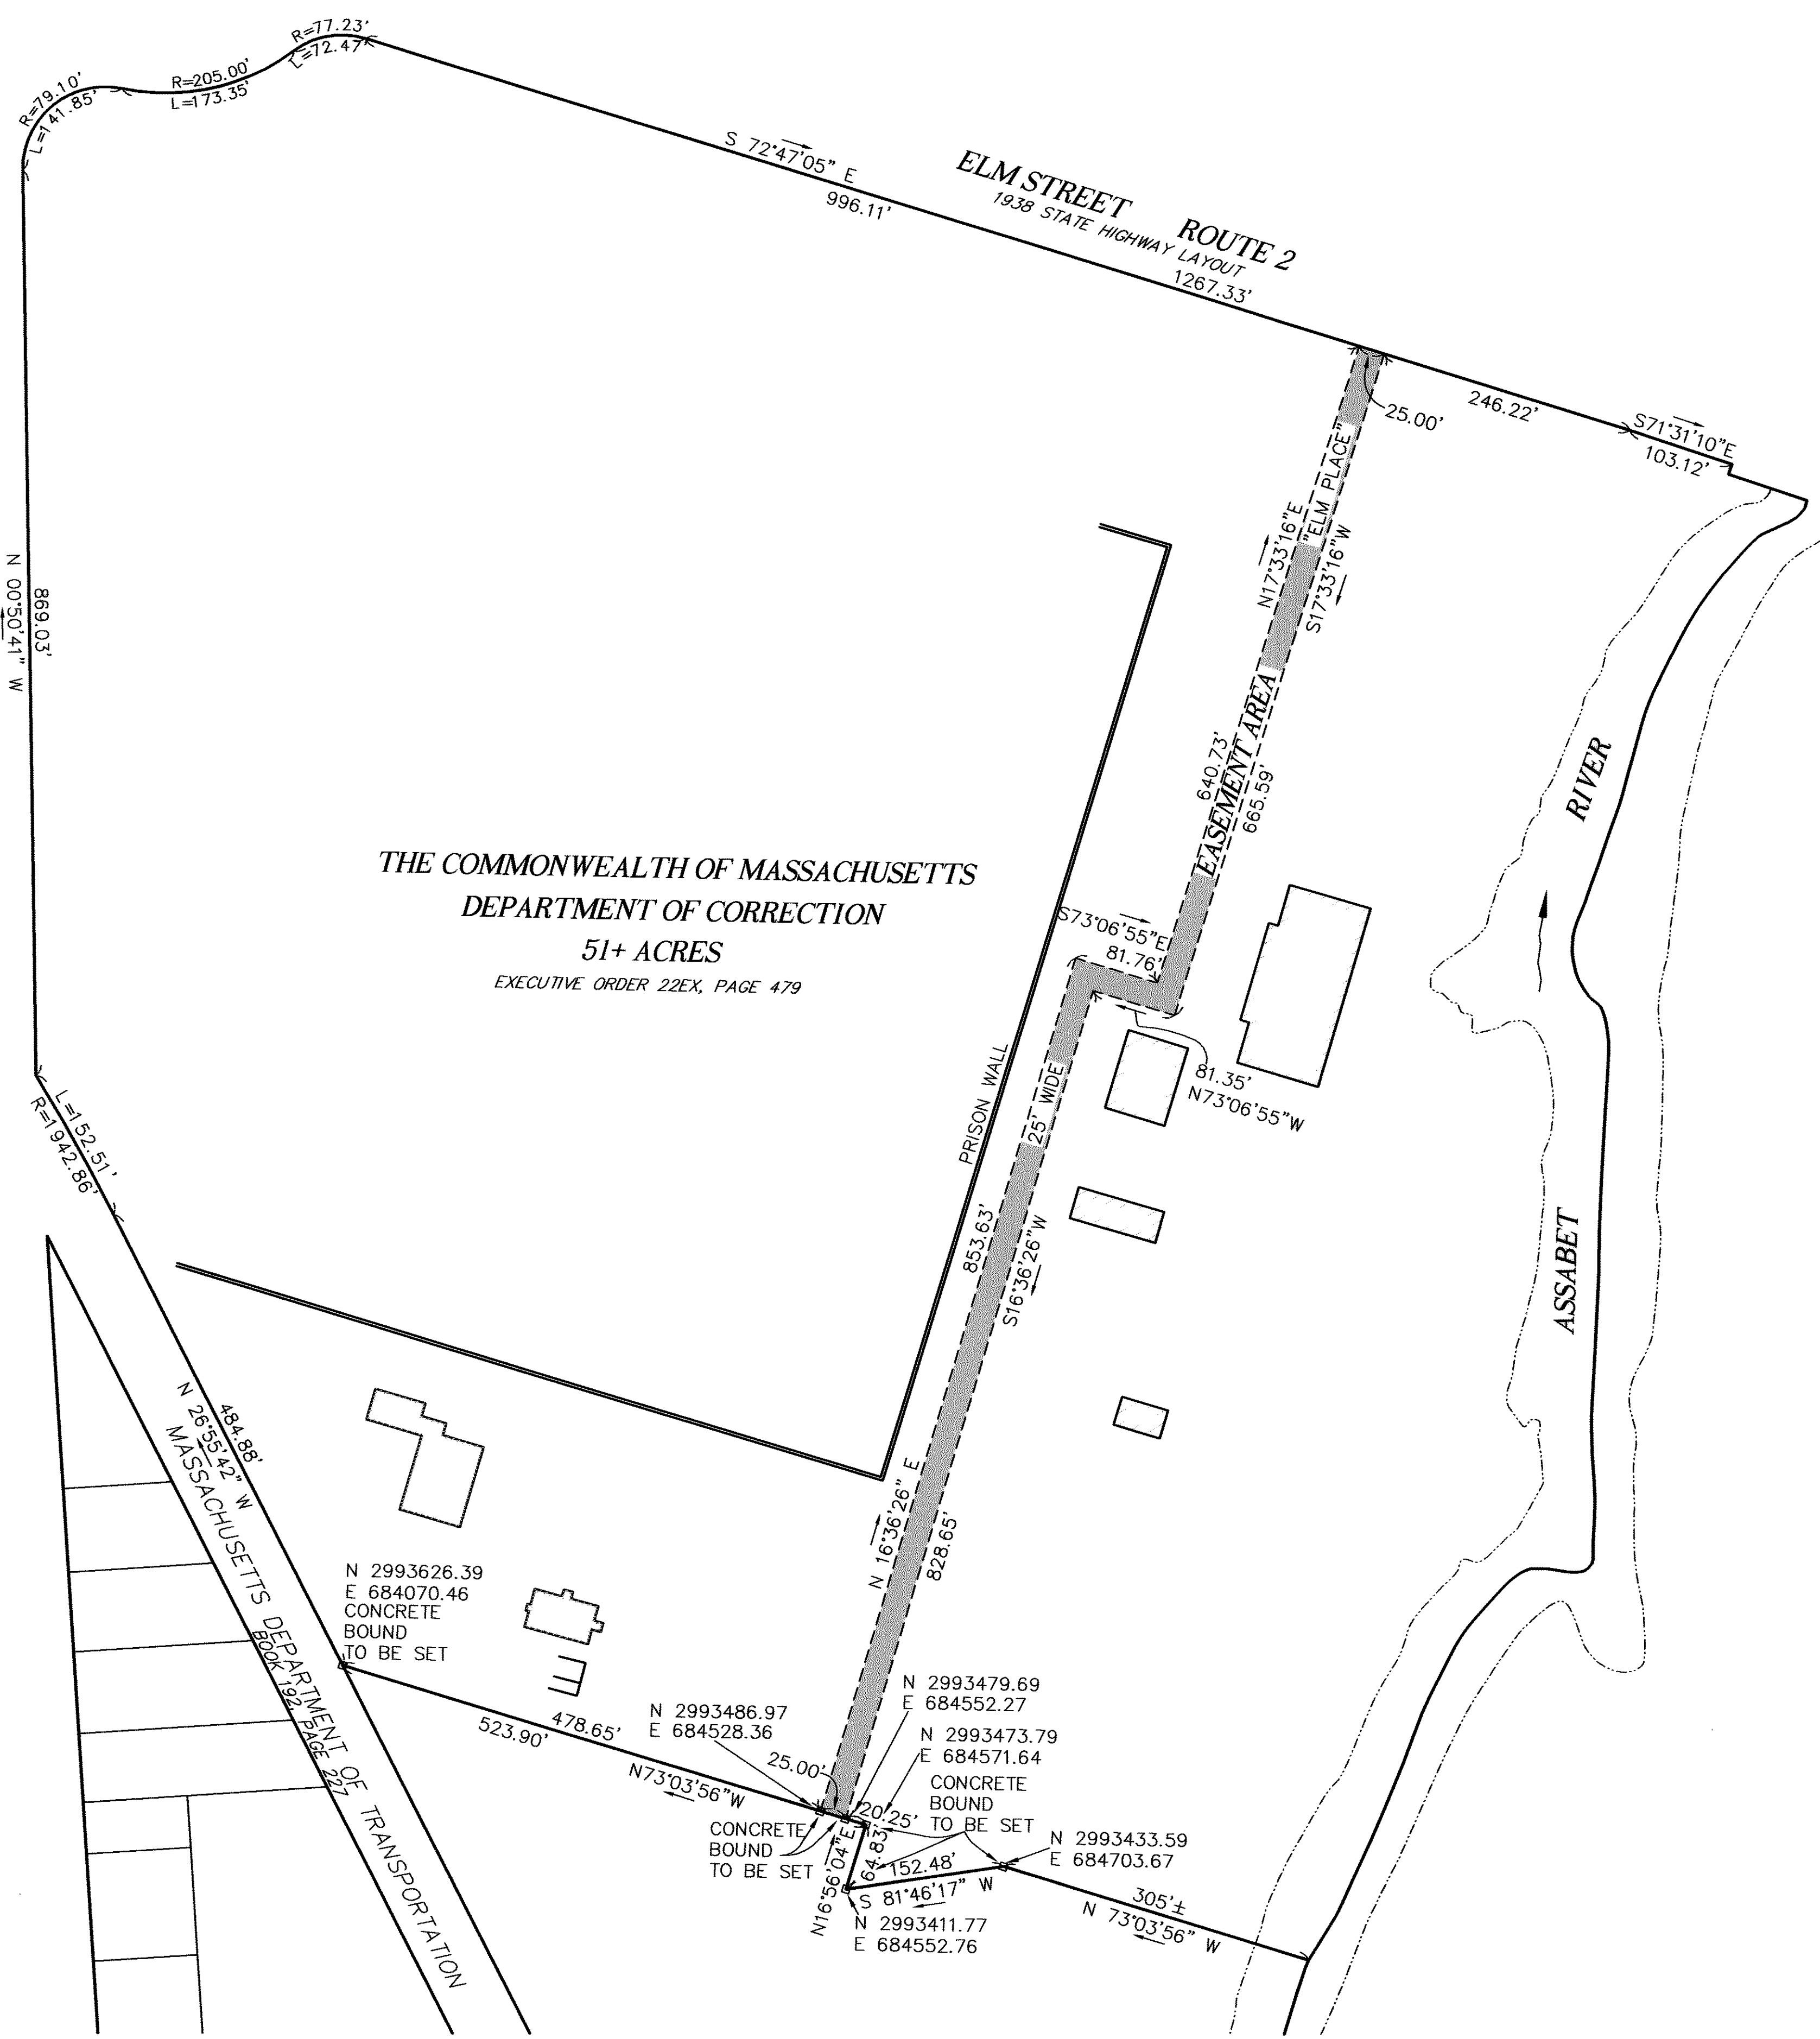 R=77.23'
L=72.47'
R=205.00'
L=173.35'
R=79.10'
L=141.85'
S 72°47'05" E
996.11'
ELM STREET ROUTE 2
1938 STATE HIGHWAY LAYOUT
1267.33'
246.22'
25.00'
S71°31'10"E
103.12'
N 00°50'41" W
869.03'
"ELM PLACE"
N17°33'16"E
S17°33'16"W
EASEMENT AREA
640.73'
665.59'
RIVER
THE COMMONWEALTH OF MASSACHUSETTS
DEPARTMENT OF CORRECTION
51+ ACRES
EXECUTIVE ORDER 22EX, PAGE 479
S73°06'55"E
81.76'
81.35'
N73°06'55"W
PRISON WALL
25' WIDE
L=152.51'
R=1942.86'
853.63'
S16°36'26"W
ASSABET
484.88'
N 26°55'42" W
MASSACHUSETTS DEPARTMENT OF TRANSPORTATION
BOOK 192, PAGE 227
N 16°36'26" E
828.65'
N 2993626.39
E 684070.46
CONCRETE
BOUND
TO BE SET
N 2993479.69
E 684552.27
N 2993486.97
E 684528.36
478.65'
523.90'
N73°03'56"W
25.00'
N 2993473.79
E 684571.64
CONCRETE
BOUND
TO BE SET
20.25'
CONCRETE
BOUND
TO BE SET
N16°56'04"E
64.83'
152.48'
S 81°46'17" W
N 2993433.59
E 684703.67
305'±
N 73°03'56" W
N 2993411.77
E 684552.76